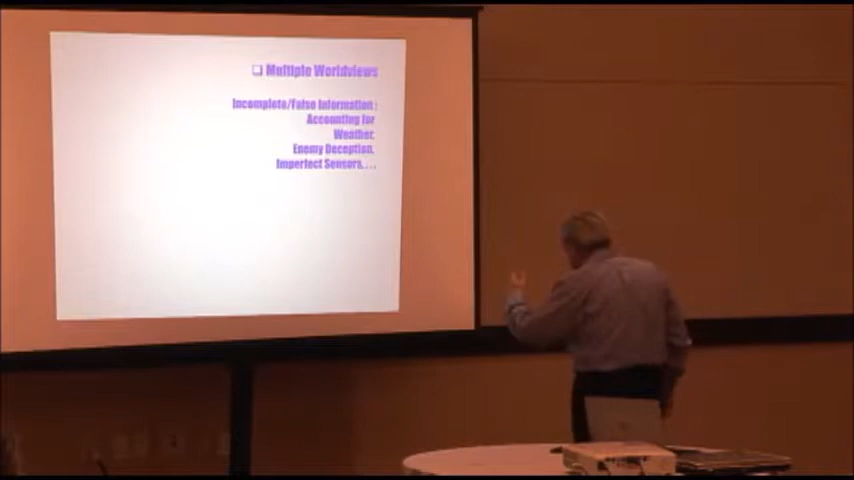 ❑ Multiple Worldviews
Incomplete/False Information :
Accounting for
Weather,
Enemy Deception,
Imperfect Sensors. . . .